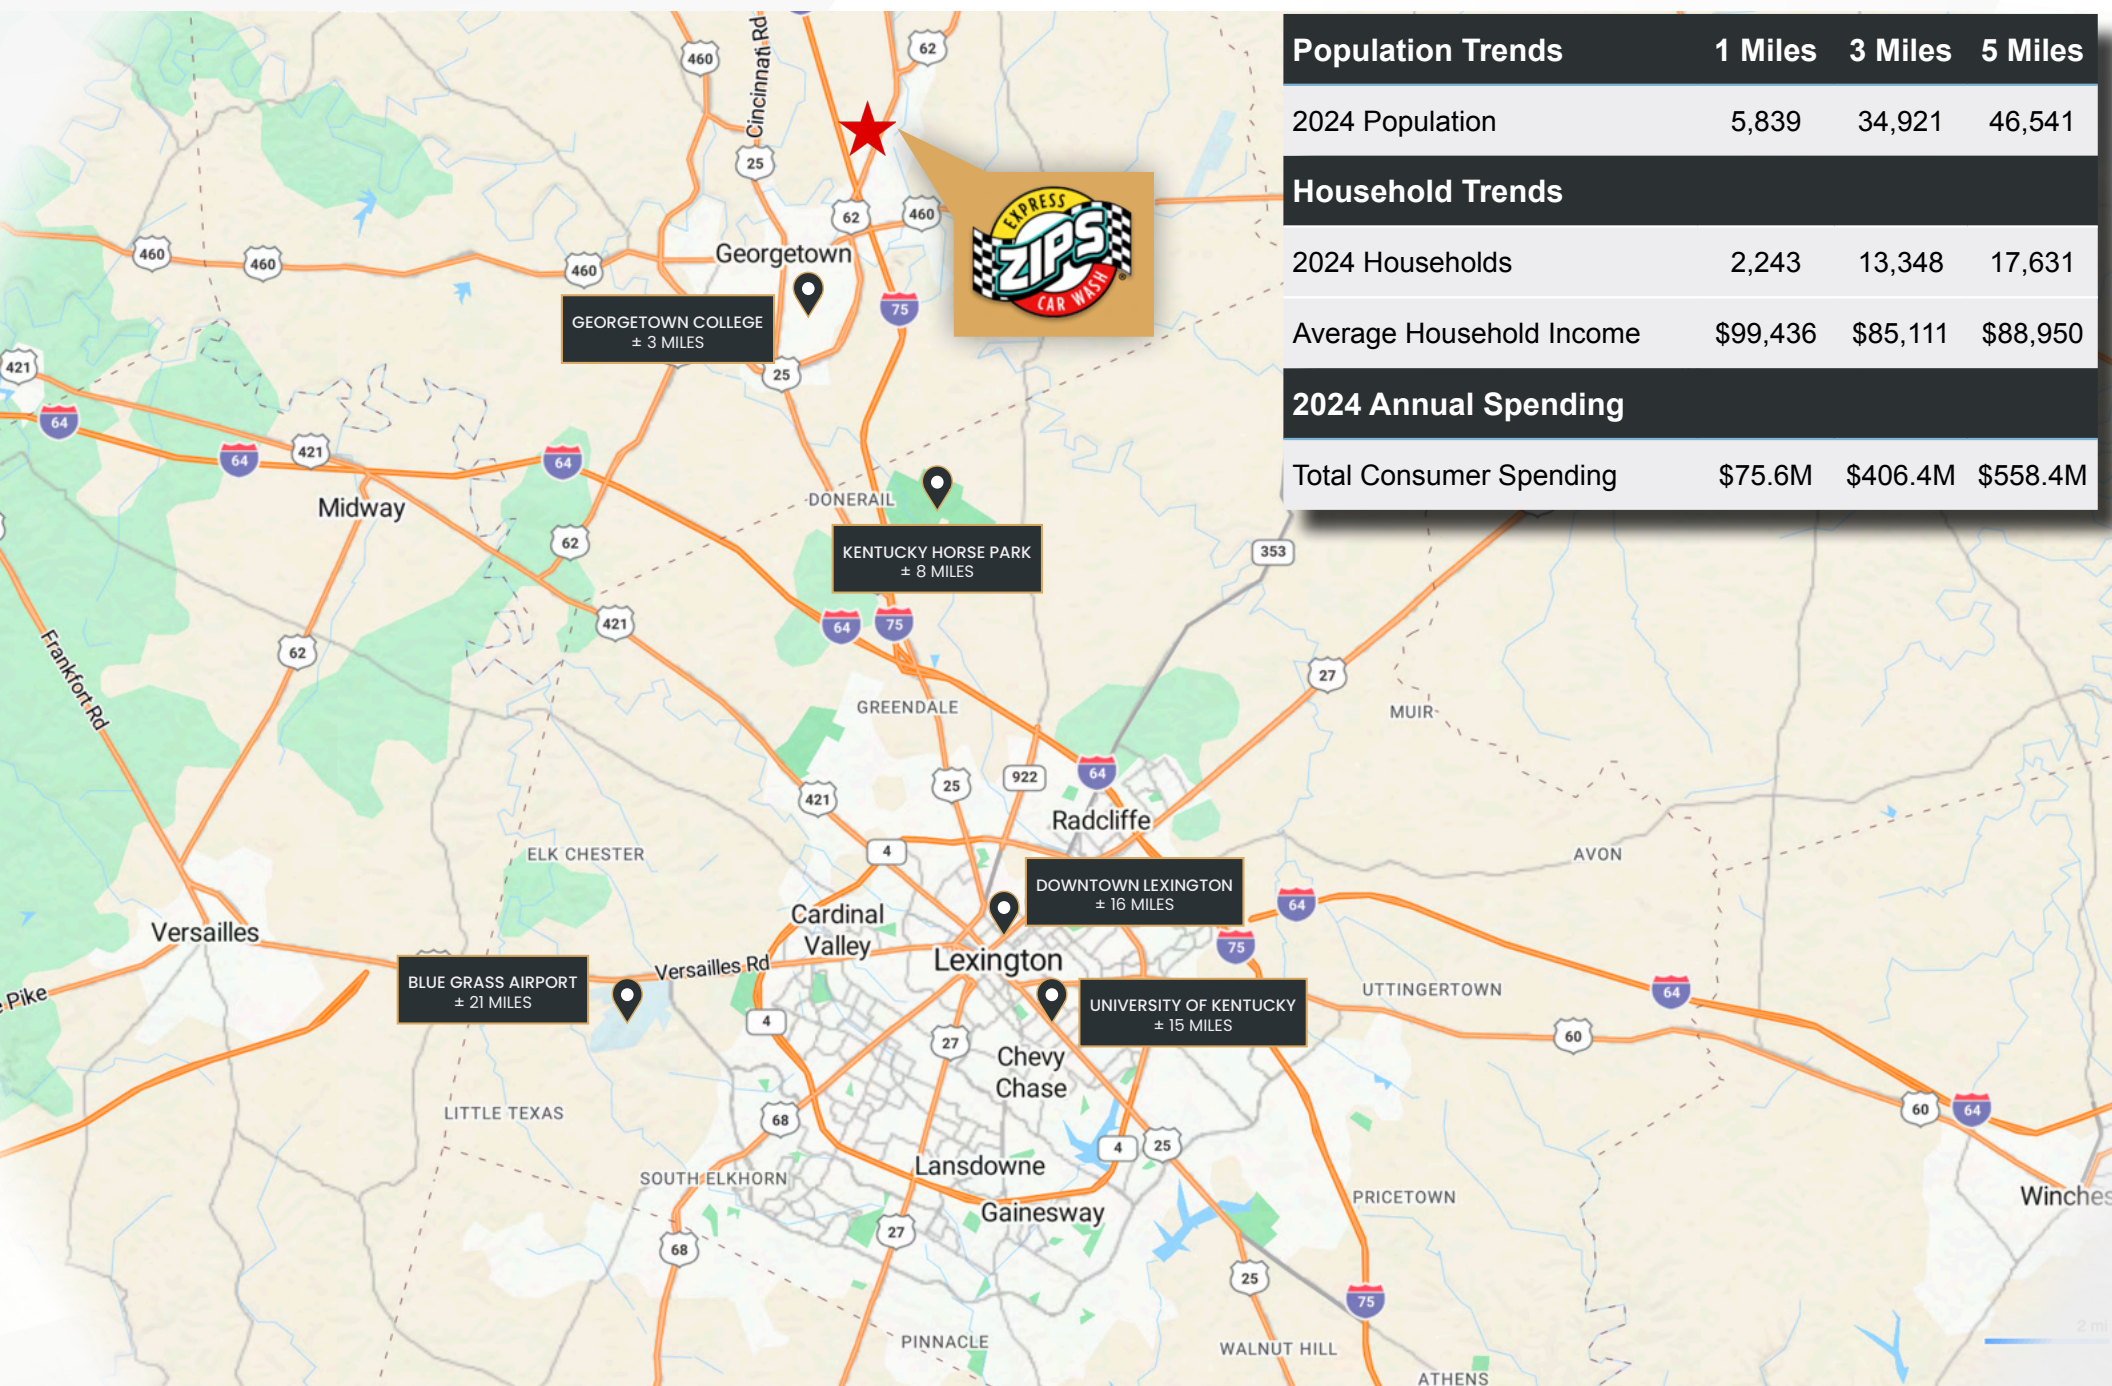 Population Trends 1 Miles 3 Miles 5 Miles
2024 Population 5,839 34,921 46,541
Household Trends
2024 Households 2,243 13,348 17,631
Average Household Income $99,436 $85,111 $88,950
2024 Annual Spending
Total Consumer Spending $75.6M $406.4M $558.4M
62
460
Cincinnati Rd
25
62
460
EXPRESS
ZIPS
CAR WASH
®
460
460
460
Georgetown
GEORGETOWN COLLEGE
± 3 MILES
75
421
25
64
64
421
64
Midway
DONERAIL
KENTUCKY HORSE PARK
± 8 MILES
62
353
421
64
75
62
Frankfort Rd
27
GREENDALE
MUIR
421
25
922
64
Radcliffe
4
ELK CHESTER
AVON
DOWNTOWN LEXINGTON
± 16 MILES
64
Cardinal
Valley
Versailles
75
Lexington
Versailles Rd
BLUE GRASS AIRPORT
± 21 MILES
Pike
UNIVERSITY OF KENTUCKY
± 15 MILES
UTTINGERTOWN
64
4
27
60
Chevy
Chase
LITTLE TEXAS
68
60
64
4
25
Lansdowne
SOUTH ELKHORN
PRICETOWN
Winches
Gainesway
27
68
25
75
2 mi
PINNACLE
WALNUT HILL
ATHENS